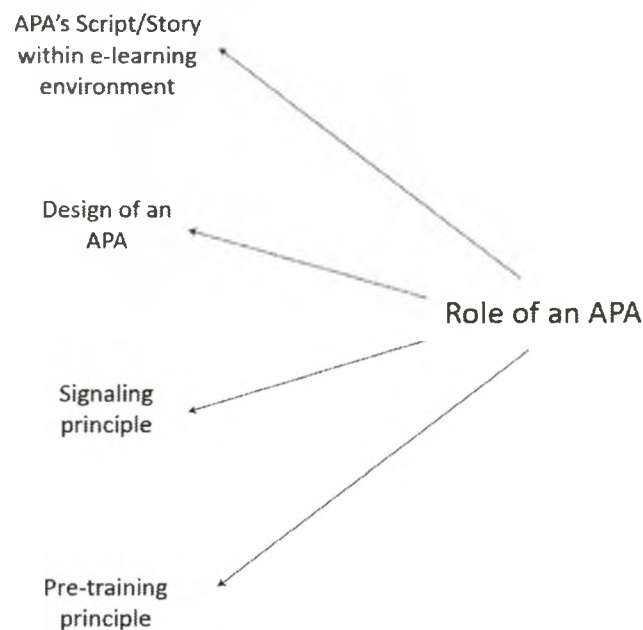 APA's Script/Story
within e-learning
environment
Design of an
APA
Role of an APA
Signaling
principle
Pre-training
principle